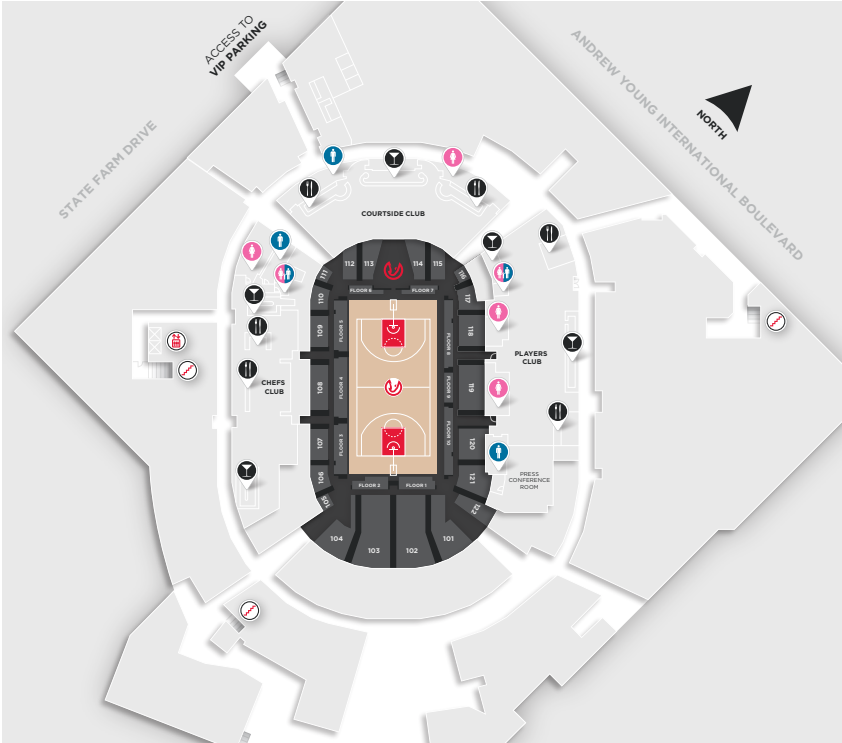 ACCESS TO
VIP PARKING
ANDREW YOUNG INTERNATIONAL BOULEVARD
STATE FARM DRIVE
NORTH
COURTSIDE CLUB
111
112
113
114
115
116
FLOOR 6
FLOOR 7
110
117
109
FLOOR 5
FLOOR 8
118
PLAYERS
CLUB
CHEFS
CLUB
108
FLOOR 4
FLOOR 9
119
107
FLOOR 3
FLOOR 10
120
106
121
PRESS
CONFERENCE
ROOM
FLOOR 2
FLOOR 1
105
122
104
103
102
101